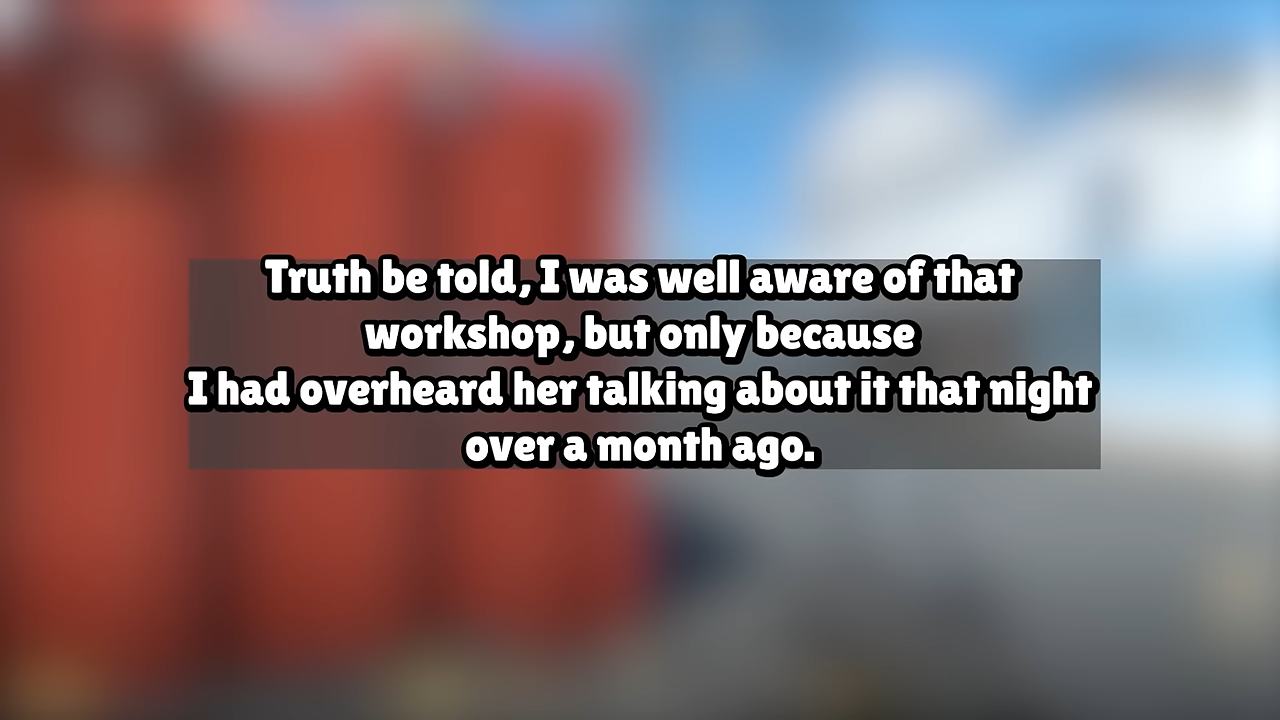 Truth be told, I was well aware of that
workshop, but only because
I had overheard her talking about it that night
over a month ago.